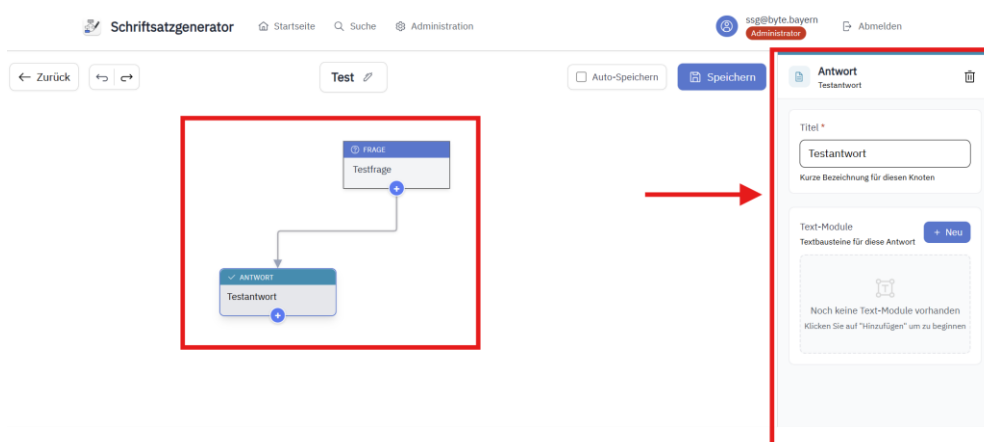 Schriftsatzgenerator
Startseite
Suche
Administration
ssg@byte.bayern
Administrator
Abmelden
← Zurück
Test
Auto-Speichern
Speichern
FRAGE
Testfrage
ANTWORT
Testantwort
Antwort
Testantwort
Titel *
Testantwort
Kurze Bezeichnung für diesen Knoten
Text-Module
Textbausteine für diese Antwort
+ Neu
Noch keine Text-Module vorhanden
Klicken Sie auf "Hinzufügen" um zu beginnen